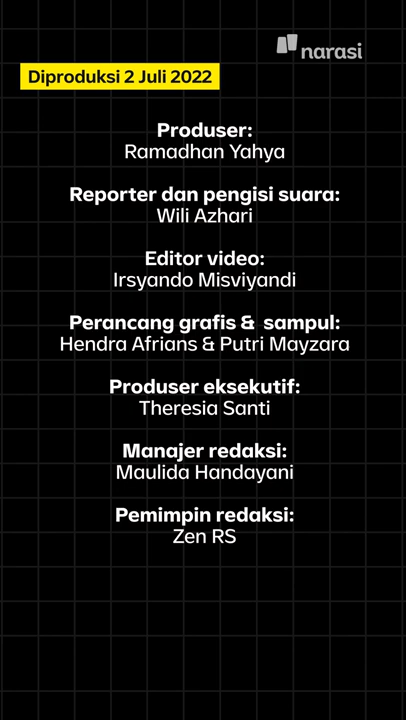 narasi
Diproduksi 2 Juli 2022
Produser:
Ramadhan Yahya
Reporter dan pengisi suara:
Wili Azhari
Editor video:
Irsyando Misviyandi
Perancang grafis & sampul:
Hendra Afrians & Putri Mayzara
Produser eksekutif:
Theresia Santi
Manajer redaksi:
Maulida Handayani
Pemimpin redaksi:
Zen RS